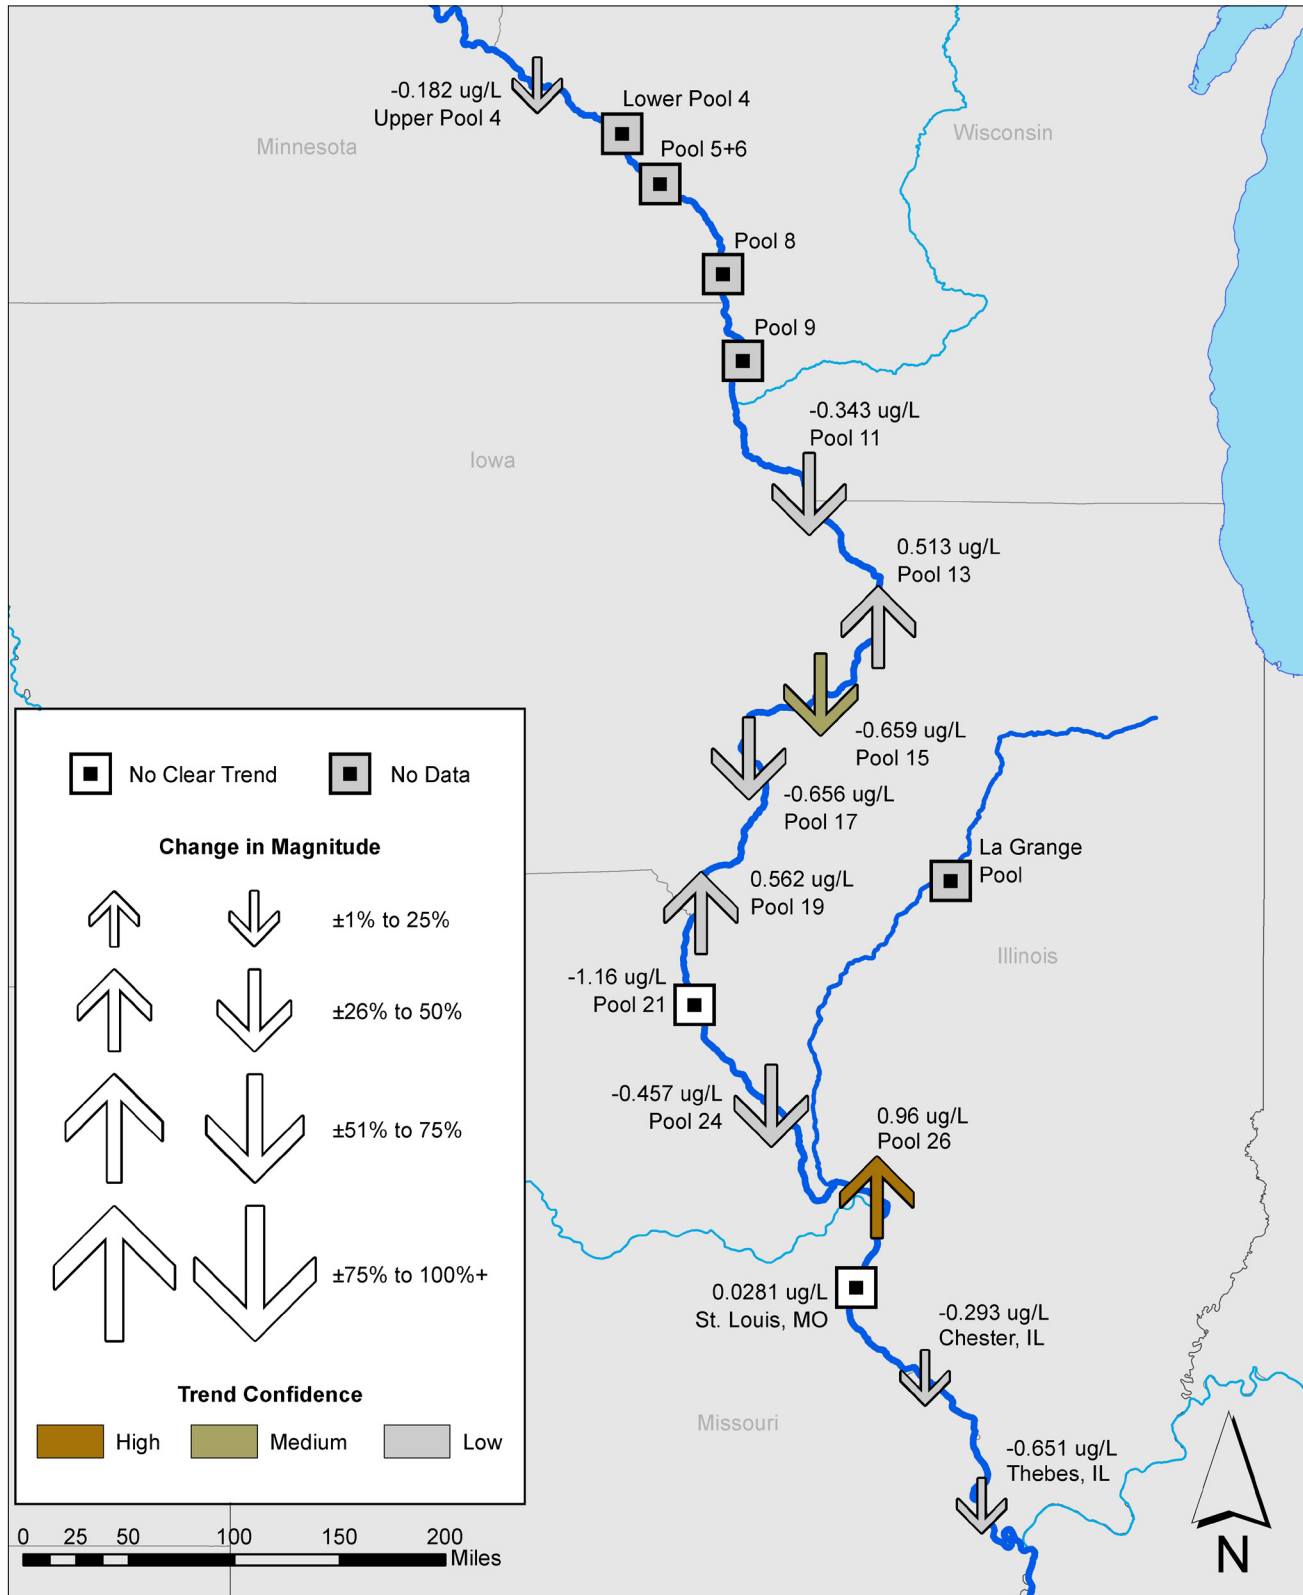 -0.182 ug/L
Upper Pool 4
Lower Pool 4
Pool 5+6
Minnesota
Wisconsin
Pool 8
Pool 9
-0.343 ug/L
Pool 11
Iowa
0.513 ug/L
Pool 13
-0.659 ug/L
Pool 15
-0.656 ug/L
Pool 17
La Grange
Pool
0.562 ug/L
Pool 19
Illinois
-1.16 ug/L
Pool 21
-0.457 ug/L
Pool 24
0.96 ug/L
Pool 26
0.0281 ug/L
St. Louis, MO
-0.293 ug/L
Chester, IL
Missouri
-0.651 ug/L
Thebes, IL
No Clear Trend
No Data
Change in Magnitude
±1% to 25%
±26% to 50%
±51% to 75%
±75% to 100%+
Trend Confidence
High
Medium
Low
0 25 50 100 150 200
Miles
N